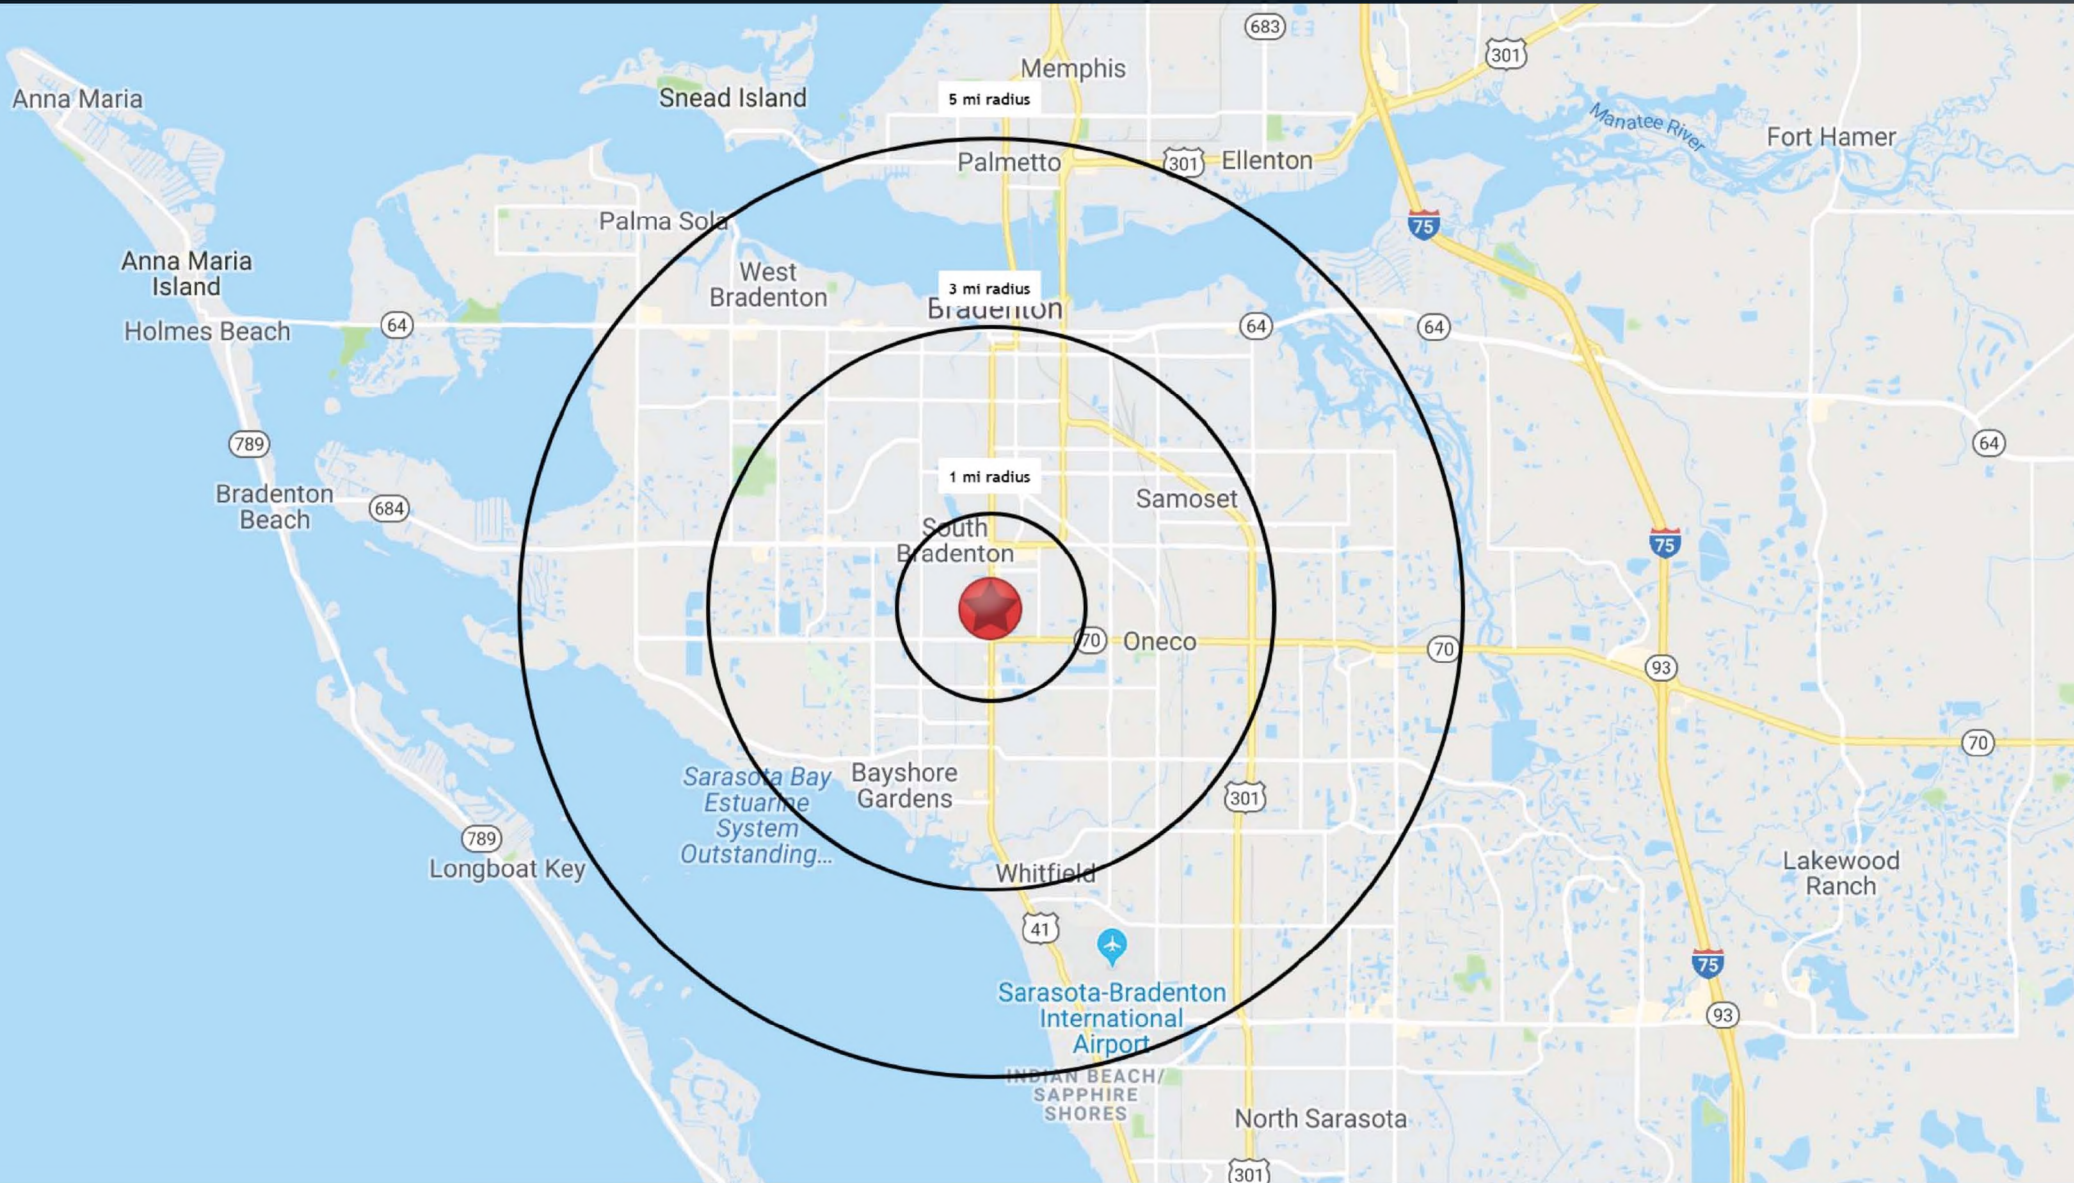 683
301
Memphis
Anna Maria
Snead Island
5 mi radius
Manatee River
Fort Hamer
Palmetto
301
Ellenton
Palma Sola
75
Anna Maria
Island
West
Bradenton
3 mi radius
Bradenton
Holmes Beach
64
64
64
789
64
1 mi radius
Bradenton
Beach
684
Samoset
South
Bradenton
75
70
Oneco
70
93
70
Sarasota Bay
Estuarine
System
Outstanding...
Bayshore
Gardens
301
789
Longboat Key
Whitfield
Lakewood
Ranch
41
75
Sarasota-Bradenton
International
Airport
93
INDIAN BEACH/
SAPPHIRE
SHORES
North Sarasota
301